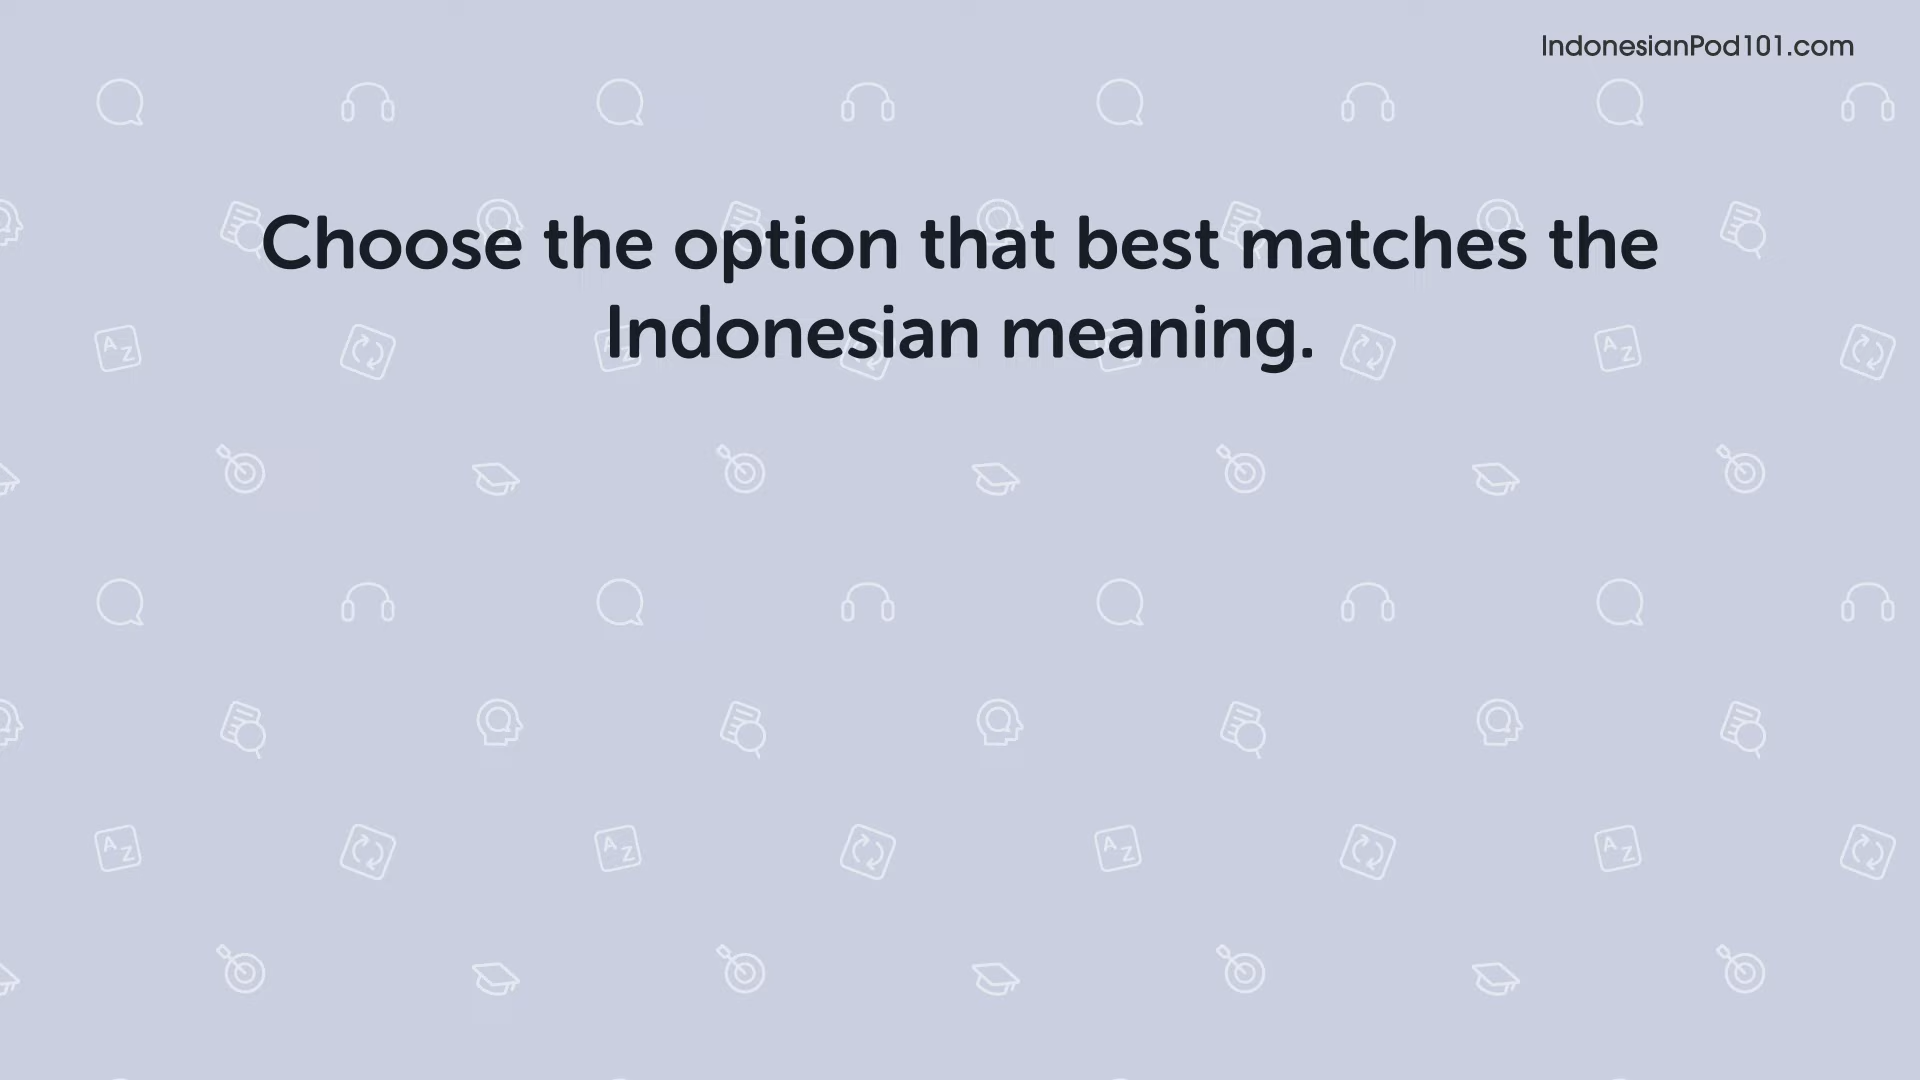 IndonesianPod101.com
Choose the option that best matches the
Indonesian meaning.